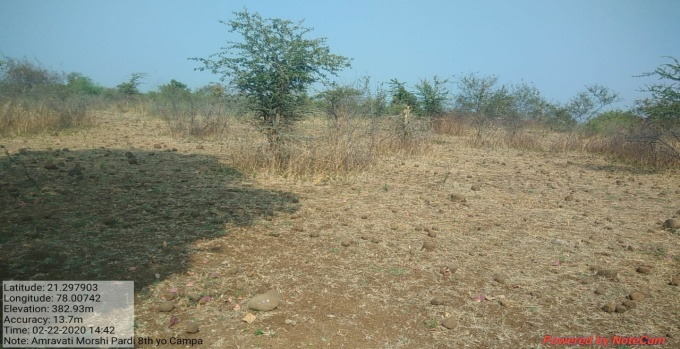 Latitude: 21.297903
Longitude: 78.00742
Elevation: 382.93m
Accuracy: 13.7m
Time: 02-22-2020 14:42
Note: Amravati Morshi Pardi 8th yo Campa
Powered by NoteCam